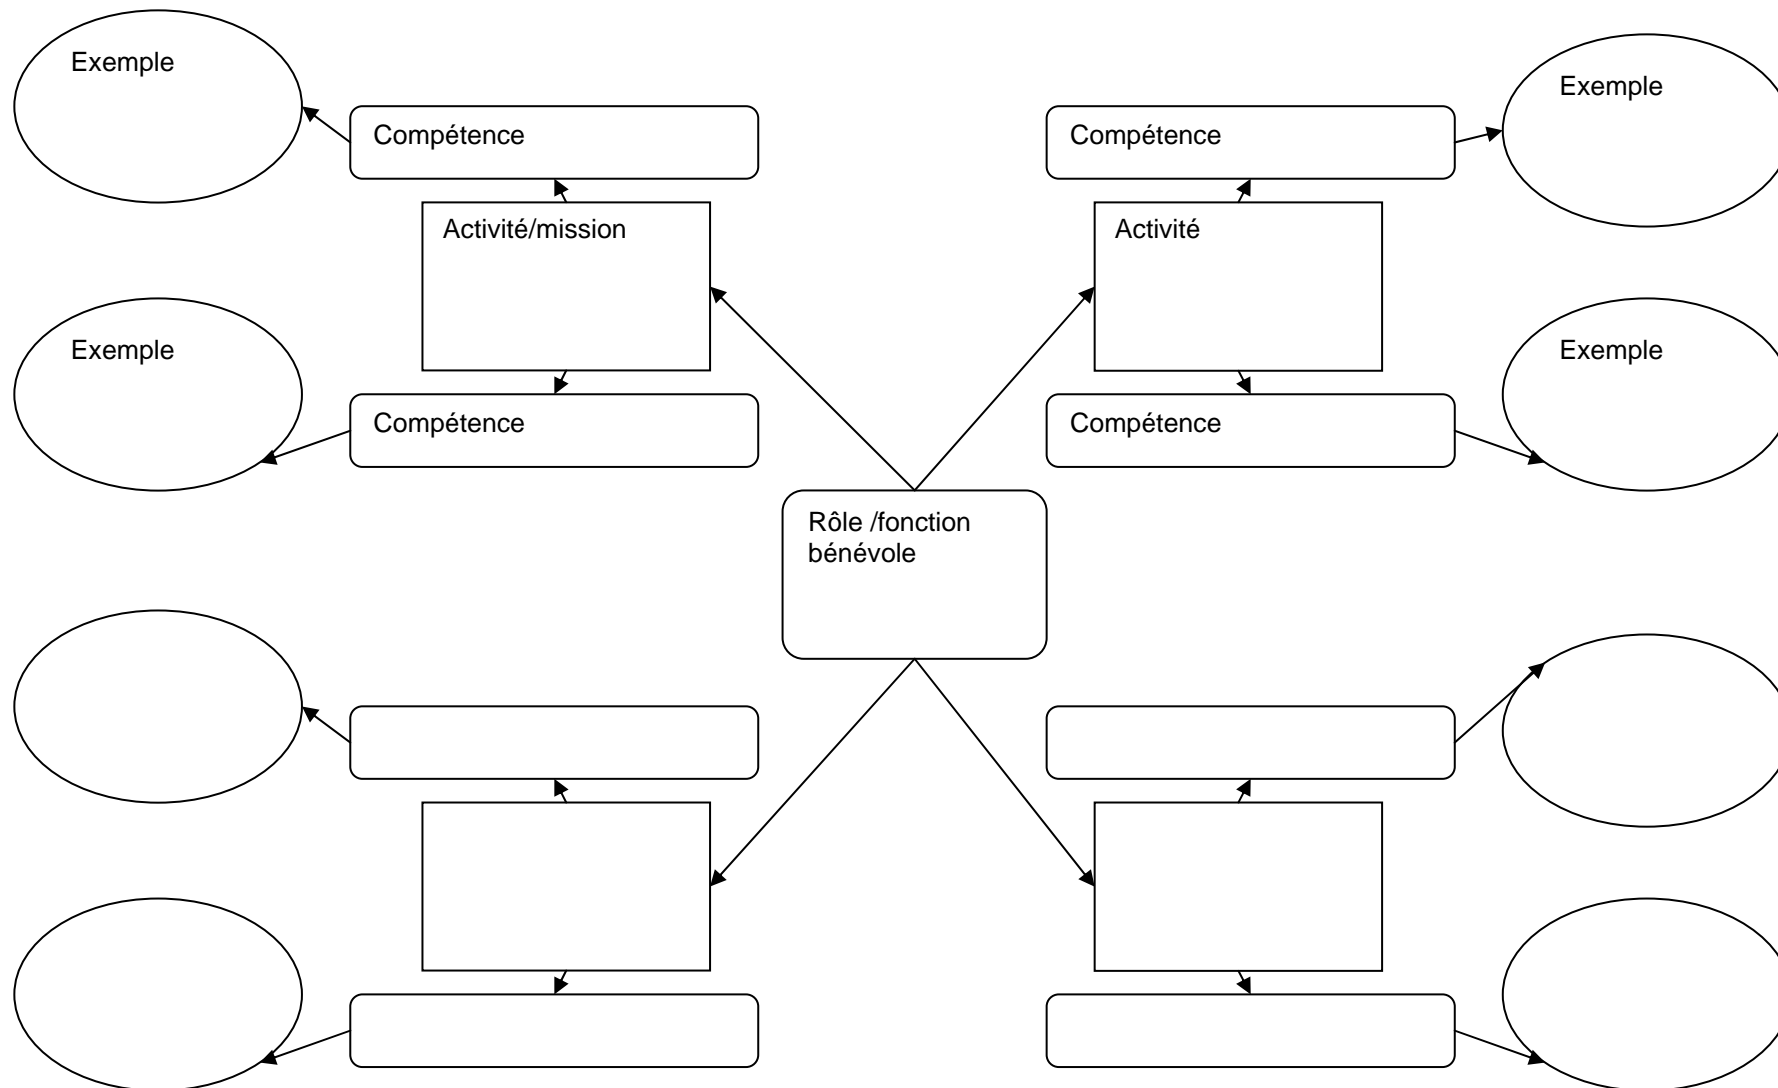 Exemple
Exemple
Compétence
Compétence
Activité/mission
Activité
Exemple
Exemple
Compétence
Compétence
Rôle /fonction
bénévole